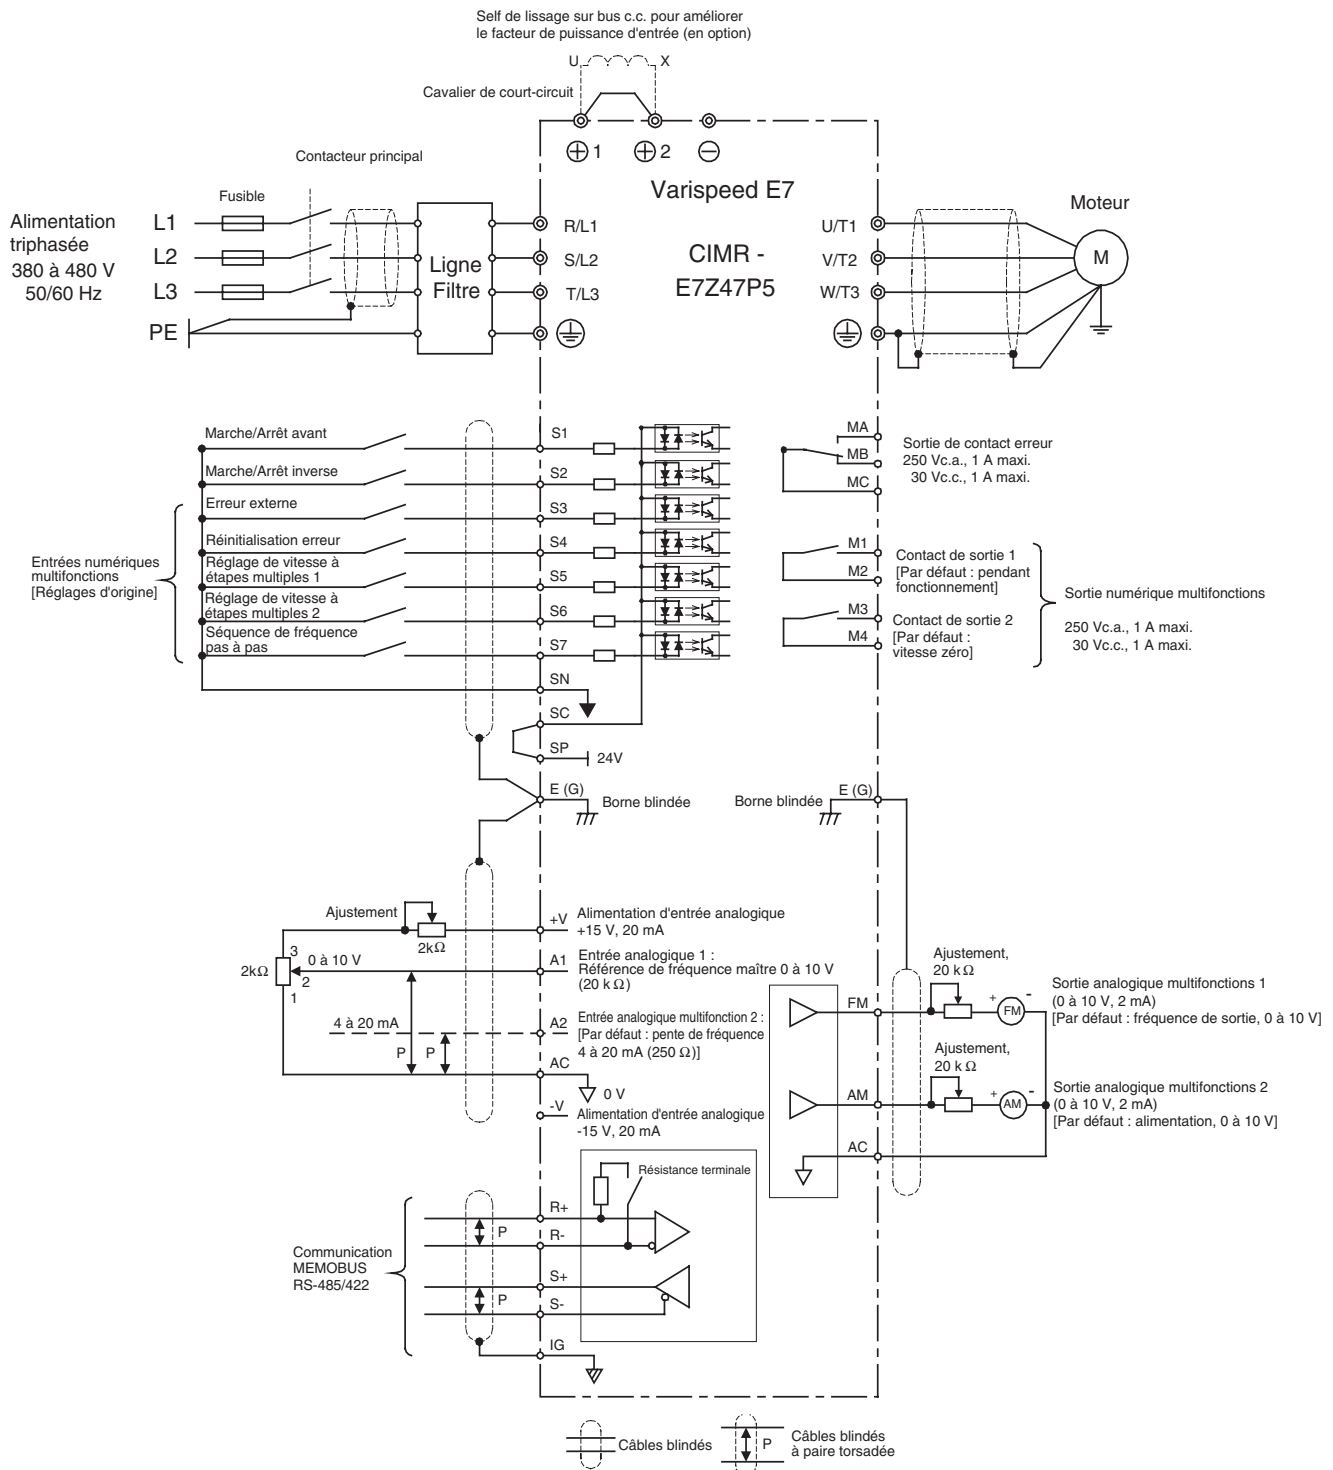 Self de lissage sur bus c.c. pour améliorer
le facteur de puissance d'entrée (en option)
U
X
Cavalier de court-circuit
1
2
Contacteur principal
Fusible
Varispeed E7
CIMR -
E7Z47P5
Moteur
Alimentation
triphasée
380 à 480 V
50/60 Hz
L1
L2
L3
PE
Ligne
Filtre
R/L1
S/L2
T/L3
U/T1
V/T2
W/T3
M
Marche/Arrêt avant
Marche/Arrêt inverse
Erreur externe
Réinitialisation erreur
Réglage de vitesse à
étapes multiples 1
Réglage de vitesse à
étapes multiples 2
Séquence de fréquence
pas à pas
Entrées numériques
multifonctions
[Réglages d'origine]
S1
S2
S3
S4
S5
S6
S7
SN
SC
SP
24V
E (G)
Borne blindée
MA
MB
MC
Sortie de contact erreur
250 Vc.a., 1 A maxi.
30 Vc.c., 1 A maxi.
M1
M2
Contact de sortie 1
[Par défaut : pendant
fonctionnement]
M3
M4
Contact de sortie 2
[Par défaut :
vitesse zéro]
Sortie numérique multifonctions
250 Vc.a., 1 A maxi.
30 Vc.c., 1 A maxi.
Borne blindée
E (G)
Ajustement
2kΩ
2kΩ
3
2
1
0 à 10 V
4 à 20 mA
P
P
+V
Alimentation d'entrée analogique
+15 V, 20 mA
A1
Entrée analogique 1 :
Référence de fréquence maître 0 à 10 V
(20 k Ω)
A2
Entrée analogique multifonction 2 :
[Par défaut : pente de fréquence
4 à 20 mA (250 Ω)]
AC
0 V
-V
Alimentation d'entrée analogique
-15 V, 20 mA
FM
AM
AC
Ajustement,
20 k Ω
+
-
FM
Sortie analogique multifonctions 1
(0 à 10 V, 2 mA)
[Par défaut : fréquence de sortie, 0 à 10 V]
Ajustement,
20 k Ω
+
-
AM
Sortie analogique multifonctions 2
(0 à 10 V, 2 mA)
[Par défaut : alimentation, 0 à 10 V]
Résistance terminale
Communication
MEMOBUS
RS-485/422
P
P
R+
R-
S+
S-
IG
Câbles blindés
P
Câbles blindés
à paire torsadée